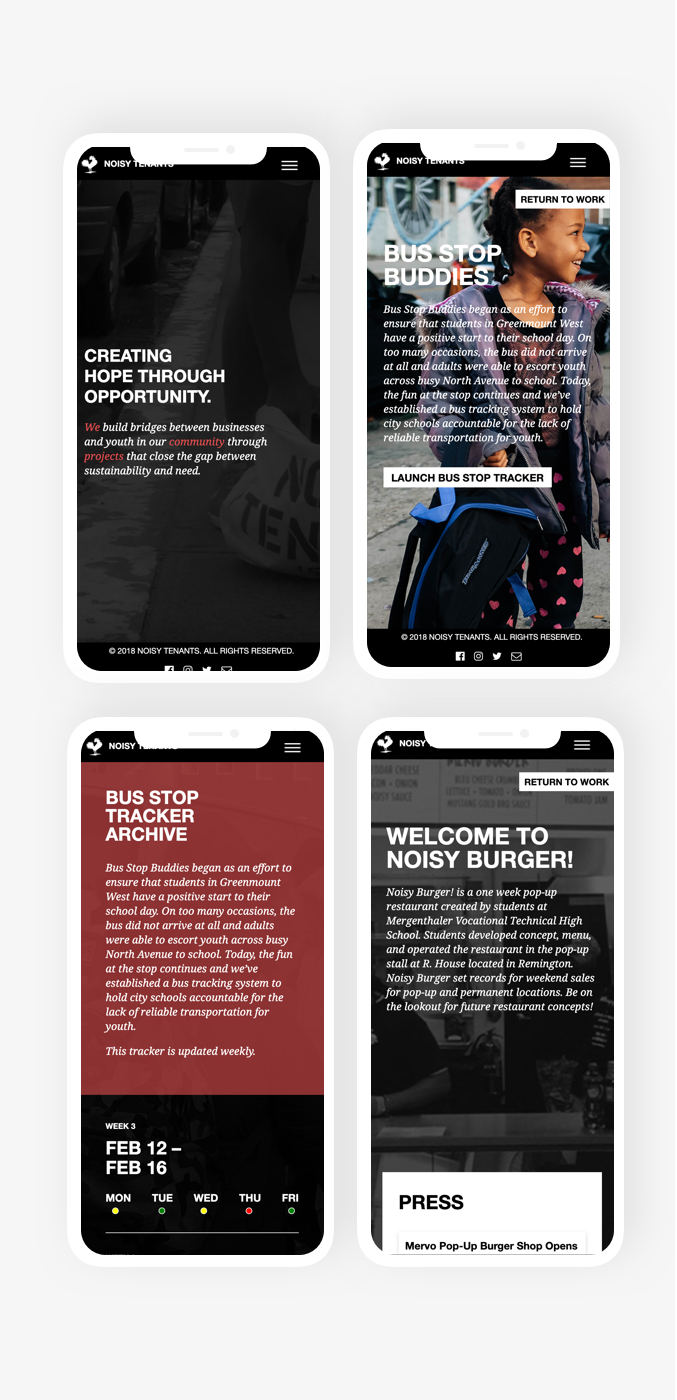 NOISY TENANTS
CREATING
HOPE THROUGH
OPPORTUNITY.
We build bridges between businesses
and youth in our community through
projects that close the gap between
sustainability and need.
NO
TEN
© 2018 NOISY TENANTS. ALL RIGHTS RESERVED.
NOISY TENANTS
RETURN TO WORK
BUS STOP
BUDDIES
Bus Stop Buddies began as an effort to
ensure that students in Greenmount West
have a positive start to their school day. On
too many occasions, the bus did not arrive
at all and adults were able to escort youth
across busy North Avenue to school. Today,
the fun at the stop continues and we've
established a bus tracking system to hold
city schools accountable for the lack of
reliable transportation for youth.
LAUNCH BUS STOP TRACKER
© 2018 NOISY TENANTS. ALL RIGHTS RESERVED.
NOISY TENANTS
BUS STOP
TRACKER
ARCHIVE
Bus Stop Buddies began as an effort to
ensure that students in Greenmount
West have a positive start to their
school day. On too many occasions, the
bus did not arrive at all and adults
were able to escort youth across busy
North Avenue to school. Today, the fun
at the stop continues and we've
established a bus tracking system to
hold city schools accountable for the
lack of reliable transportation for
youth.
This tracker is updated weekly.
WEEK 3
FEB 12 –
FEB 16
MON TUE WED THU FRI
NOISY
RETURN TO WORK
WELCOME TO
NOISY BURGER!
Noisy Burger! is a one week pop-up
restaurant created by students at
Mergenthaler Vocational Technical High
School. Students developed concept, menu,
and operated the restaurant in the pop-up
stall at R. House located in Remington.
Noisy Burger set records for weekend sales
for pop-up and permanent locations. Be on
the lookout for future restaurant concepts!
PRESS
Mervo Pop-Up Burger Shop Opens